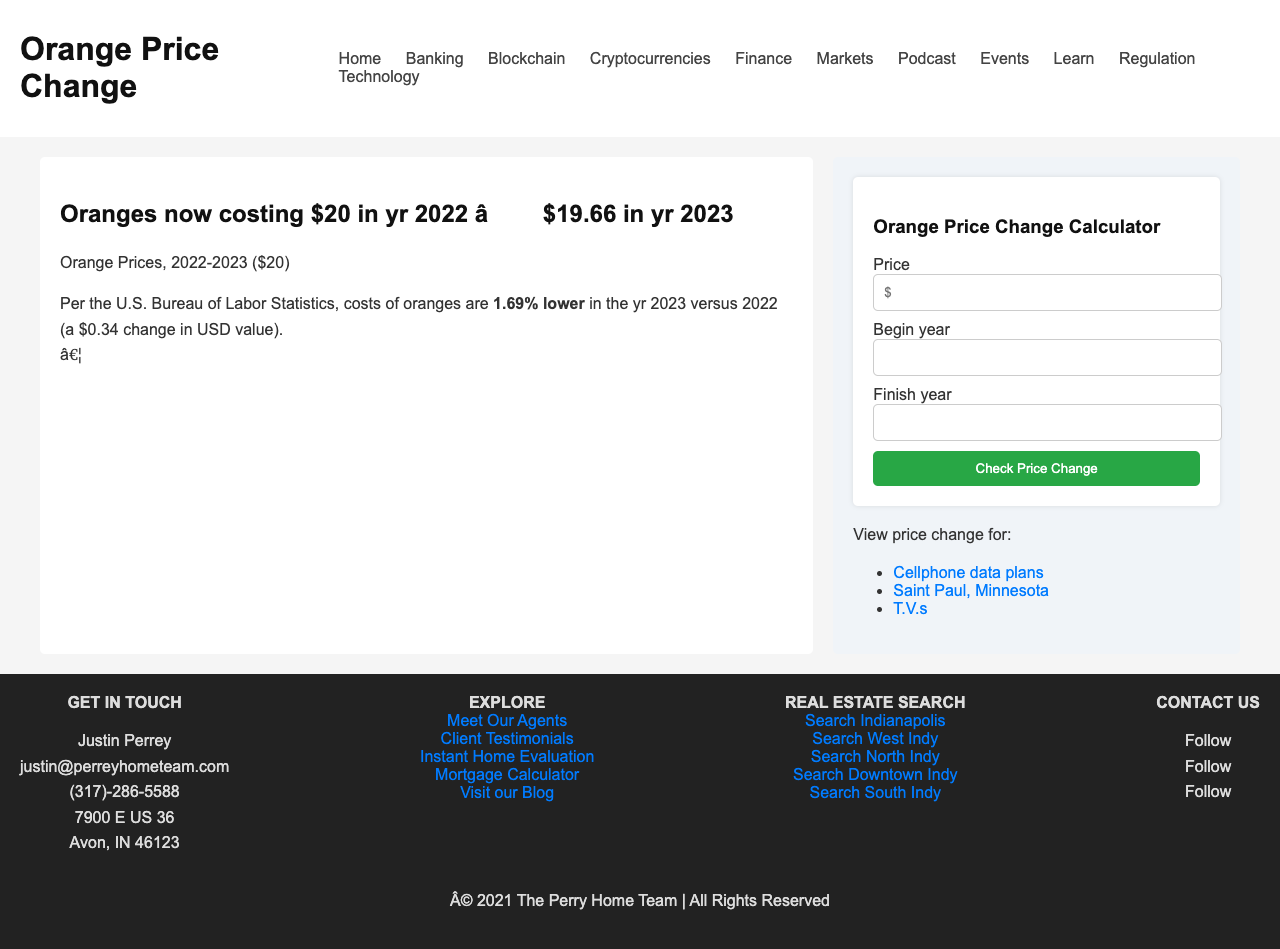 Orange Price
Change
Home Banking Blockchain Cryptocurrencies Finance Markets Podcast Events Learn Regulation
Technology
Oranges now costing $20 in yr 2022 â $19.66 in yr 2023
Orange Prices, 2022-2023 ($20)
Per the U.S. Bureau of Labor Statistics, costs of oranges are 1.69% lower in the yr 2023 versus 2022
(a $0.34 change in USD value).
â€¦
Orange Price Change Calculator
Price
$
Begin year
Finish year
Check Price Change
View price change for:
• Cellphone data plans
• Saint Paul, Minnesota
• T.V.s
GET IN TOUCH
Justin Perrey
justin@perreyhometeam.com
(317)-286-5588
7900 E US 36
Avon, IN 46123
EXPLORE
Meet Our Agents
Client Testimonials
Instant Home Evaluation
Mortgage Calculator
Visit our Blog
REAL ESTATE SEARCH
Search Indianapolis
Search West Indy
Search North Indy
Search Downtown Indy
Search South Indy
CONTACT US
Follow
Follow
Follow
Â© 2021 The Perry Home Team | All Rights Reserved